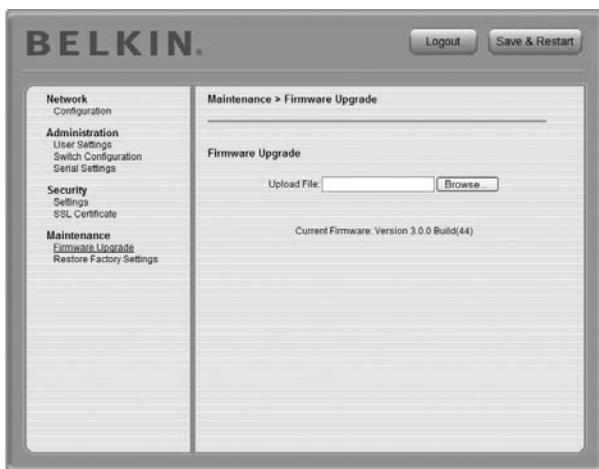 BELKIN.
Logout
Save & Restart
Network
Configuration
Administration
User Settings
Switch Configuration
Serial Settings
Security
Settings
SSL Certificate
Maintenance
Firmware Upgrade
Restore Factory Settings
Maintenance > Firmware Upgrade
Firmware Upgrade
Upload File: Browse...
Current Firmware: Version 3.0.0 Build(44)